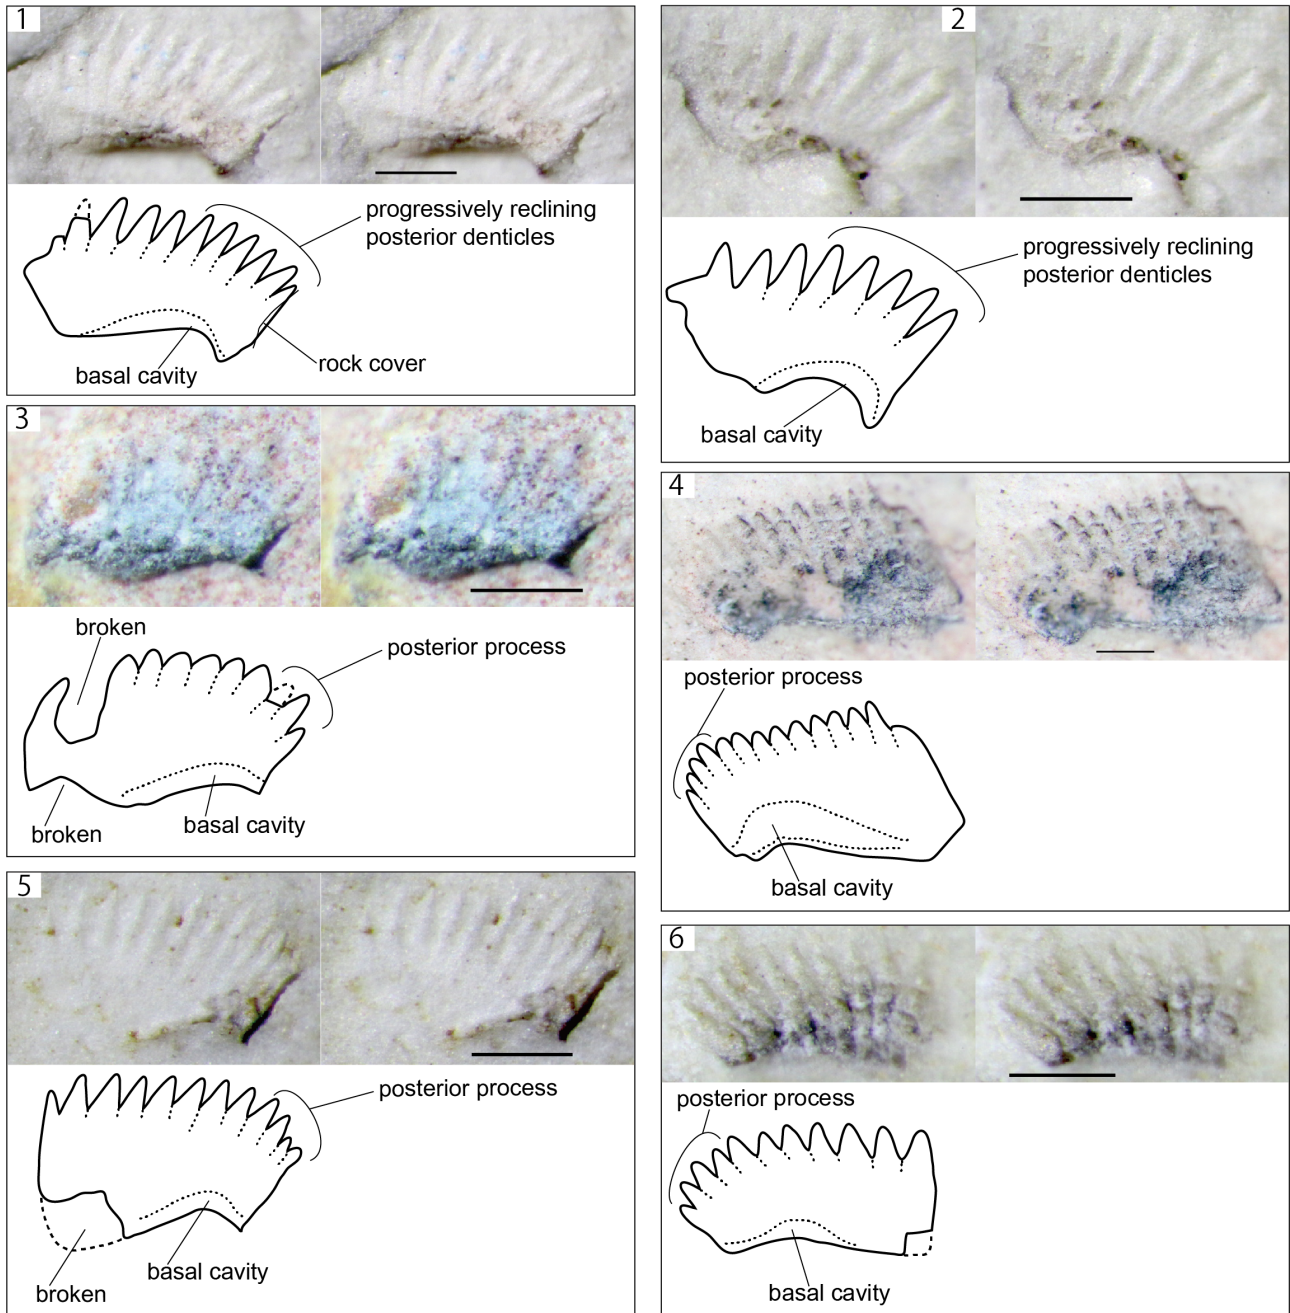 1
progressively reclining
posterior denticles
rock cover
basal cavity
2
progressively reclining
posterior denticles
basal cavity
3
broken
posterior process
basal cavity
broken
4
posterior process
basal cavity
5
posterior process
basal cavity
broken
6
posterior process
basal cavity